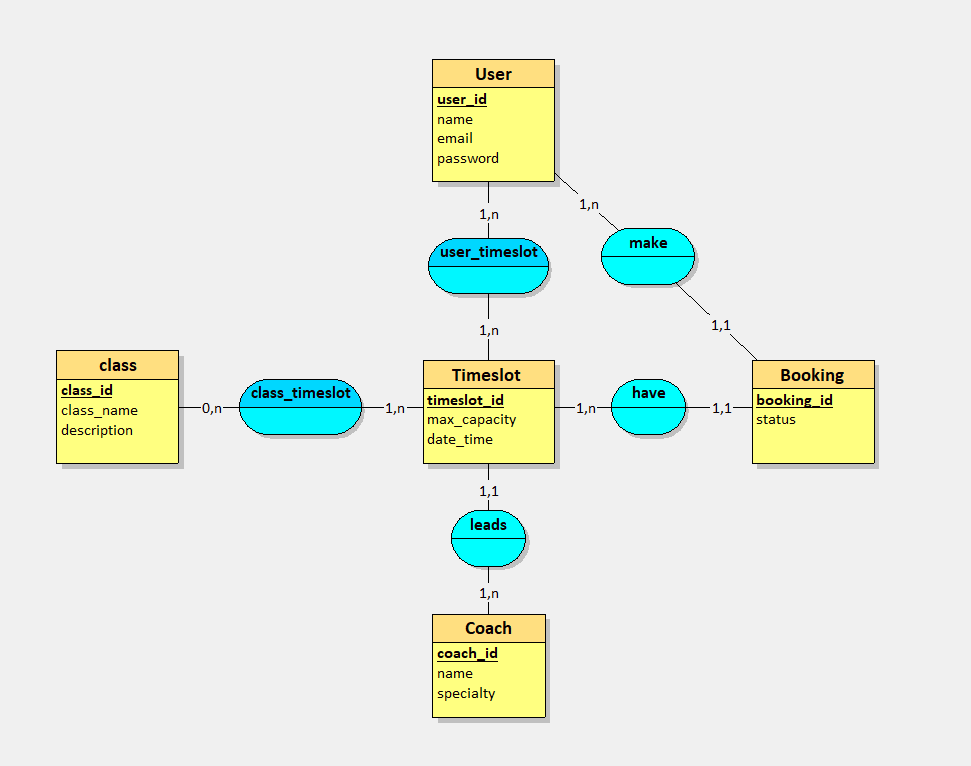 User
user_id
name
email
password
1,n
1,n
user_timeslot
make
1,n
1,1
class
class_id
class_name
description
0,n
class_timeslot
1,n
Timeslot
timeslot_id
max_capacity
date_time
1,n
have
1,1
Booking
booking_id
status
1,1
leads
1,n
Coach
coach_id
name
specialty